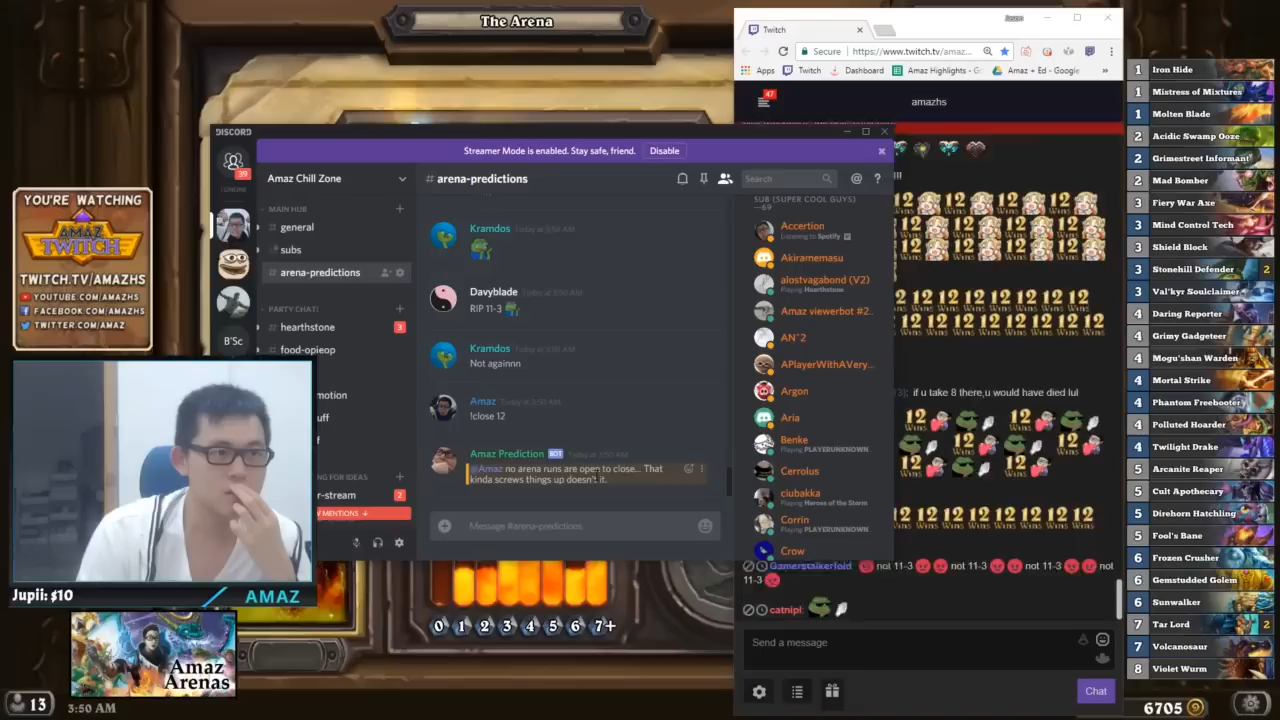 The Arena
YOU'RE WATCHING
AMAZ
TWITCH
TWITCH.TV/AMAZHS
YOUTUBE.COM/AMAZHS
FACEBOOK.COM/AMAZHS
TWITTER.COM/AMAZ
Jupii: $10
AMAZ
Amaz
Arenas
13
3:50 AM
DISCORD
Streamer Mode is enabled. Stay safe, friend.
Disable
39
B'Sc
Amaz Chill Zone
MAIN HUB
# general
# subs
# arena-predictions
PARTY CHAT!
# hearthstone
3
# food-opieop
2
MENTIONS
# arena-predictions
Search
@
?
Kramdos
Davyblade
RIP 11-3
Kramdos
Not againnn
Amaz
!close 12
Amaz Prediction BOT
@Amaz no arena runs are open to close... That
kinda screws things up doesn't it.
Message #arena-predictions
SUB (SUPER COOL GUYS)
—69
Accertion
Listening to Spotify
Akiramemasu
alostvagabond (V2)
Playing Hearthstone
Amaz viewerbot #2..
AN^2
APlayerWithAVery...
Argon
Aria
Benke
Playing PLAYERUNKNOWN
Cerrolus
ciubakka
Playing Heroes of the Storm
Corrin
Playing PLAYERUNKNOWN
Crow
0 1 2 3 4 5 6 7+
Twitch
Secure
https://www.twitch.tv/amaz...
Apps
Twitch
Dashboard
Amaz Highlights - G
Amaz + Ed - Google
»
47
amazhs
if u take 8 there,u would have died lul
12 WINS
not 11-3 not 11-3 not 11-3 not
11-3
catnipl:
Send a message
Chat
1 Iron Hide
1 Mistress of Mixtures
1 Molten Blade
2 Acidic Swamp Ooze
2 Grimestreet Informant
2 Mad Bomber
3 Fiery War Axe
3 Mind Control Tech
3 Shield Block
3 Stonehill Defender 2
3 Val'kyr Soulclaimer
4 Daring Reporter
4 Grimy Gadgeteer
4 Mogu'shan Warden
4 Mortal Strike
4 Phantom Freebooter
4 Polluted Hoarder
4 Twilight Drake
5 Arcanite Reaper
5 Cult Apothecary
5 Direhorn Hatchling
5 Fool's Bane
6 Frozen Crusher
6 Gemstudded Golem
6 Sunwalker
7 Tar Lord 2
7 Volcanosaur
8 Violet Wurm
6705